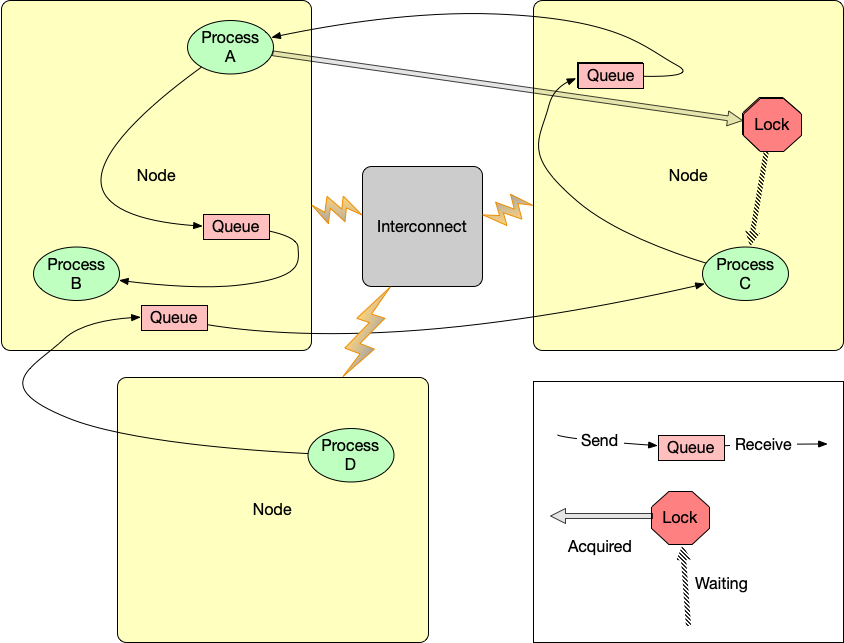 Process
A
Node
Queue
Process
B
Queue
Interconnect
Queue
Lock
Node
Process
C
Process
D
Node
Send
Queue
Receive
Lock
Acquired
Waiting